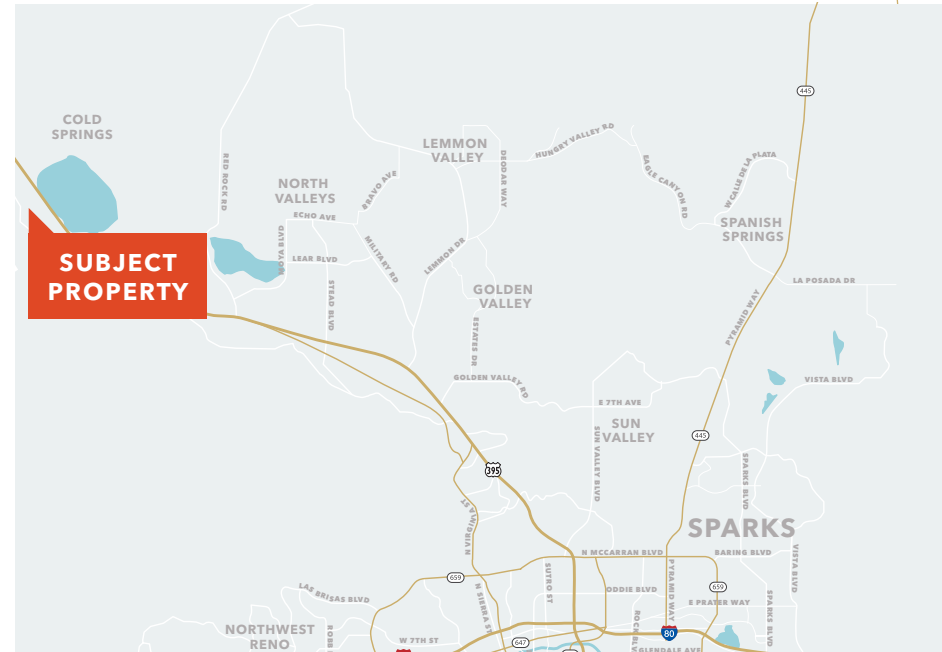 445
COLD
SPRINGS
LEMMON
VALLEY
HUNGRY VALLEY RD
DEODAR WAY
RED ROCK RD
NORTH
VALLEYS
BRAVO AVE
EAGLE CANYON RD
W CALLE DE LA PLATA
ECHO AVE
SPANISH
SPRINGS
SUBJECT
PROPERTY
MOYA BLVD
LEAR BLVD
MILITARY RD
LEMMON DR
LA POSADA DR
STEAD BLVD
GOLDEN
VALLEY
PYRAMID WAY
ESTATES DR
GOLDEN VALLEY RD
VISTA BLVD
E 7TH AVE
SUN
VALLEY
SUN VALLEY BLVD
445
395
SPARKS BLVD
N VIRGINIA ST
SPARKS
N MCCARRAN BLVD
BARING BLVD
VISTA BLVD
659
SUTRO ST
PYRAMID WAY
659
LAS BRISAS BLVD
N SIERRA ST
ODDIE BLVD
E PRATER WAY
SPARKS BLVD
NORTHWEST
RENO
ROBB
W 7TH ST
647
ROCK BLV
80
GLENDALE AVE